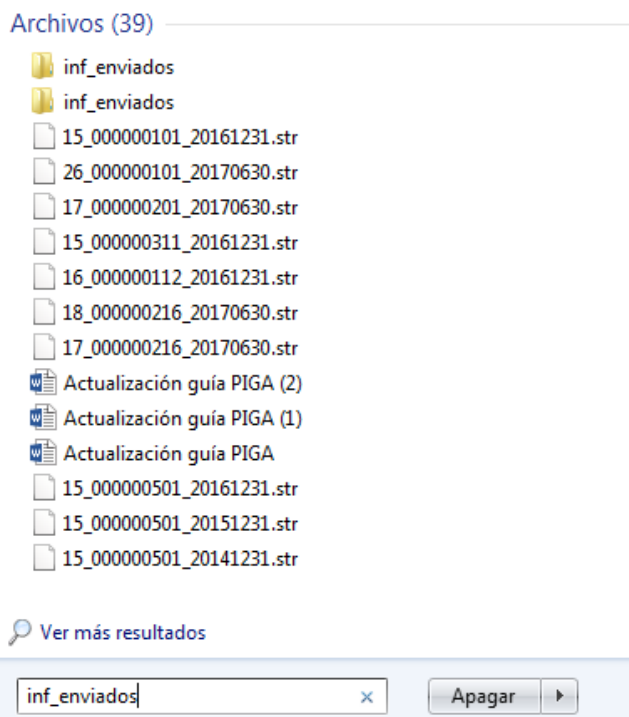 Archivos (39)
inf_enviados
inf_enviados
15_000000101_20161231.str
26_000000101_20170630.str
17_000000201_20170630.str
15_000000311_20161231.str
16_000000112_20161231.str
18_000000216_20170630.str
17_000000216_20170630.str
Actualización guía PIGA (2)
Actualización guía PIGA (1)
Actualización guía PIGA
15_000000501_20161231.str
15_000000501_20151231.str
15_000000501_20141231.str
Ver más resultados
inf_enviados Apagar